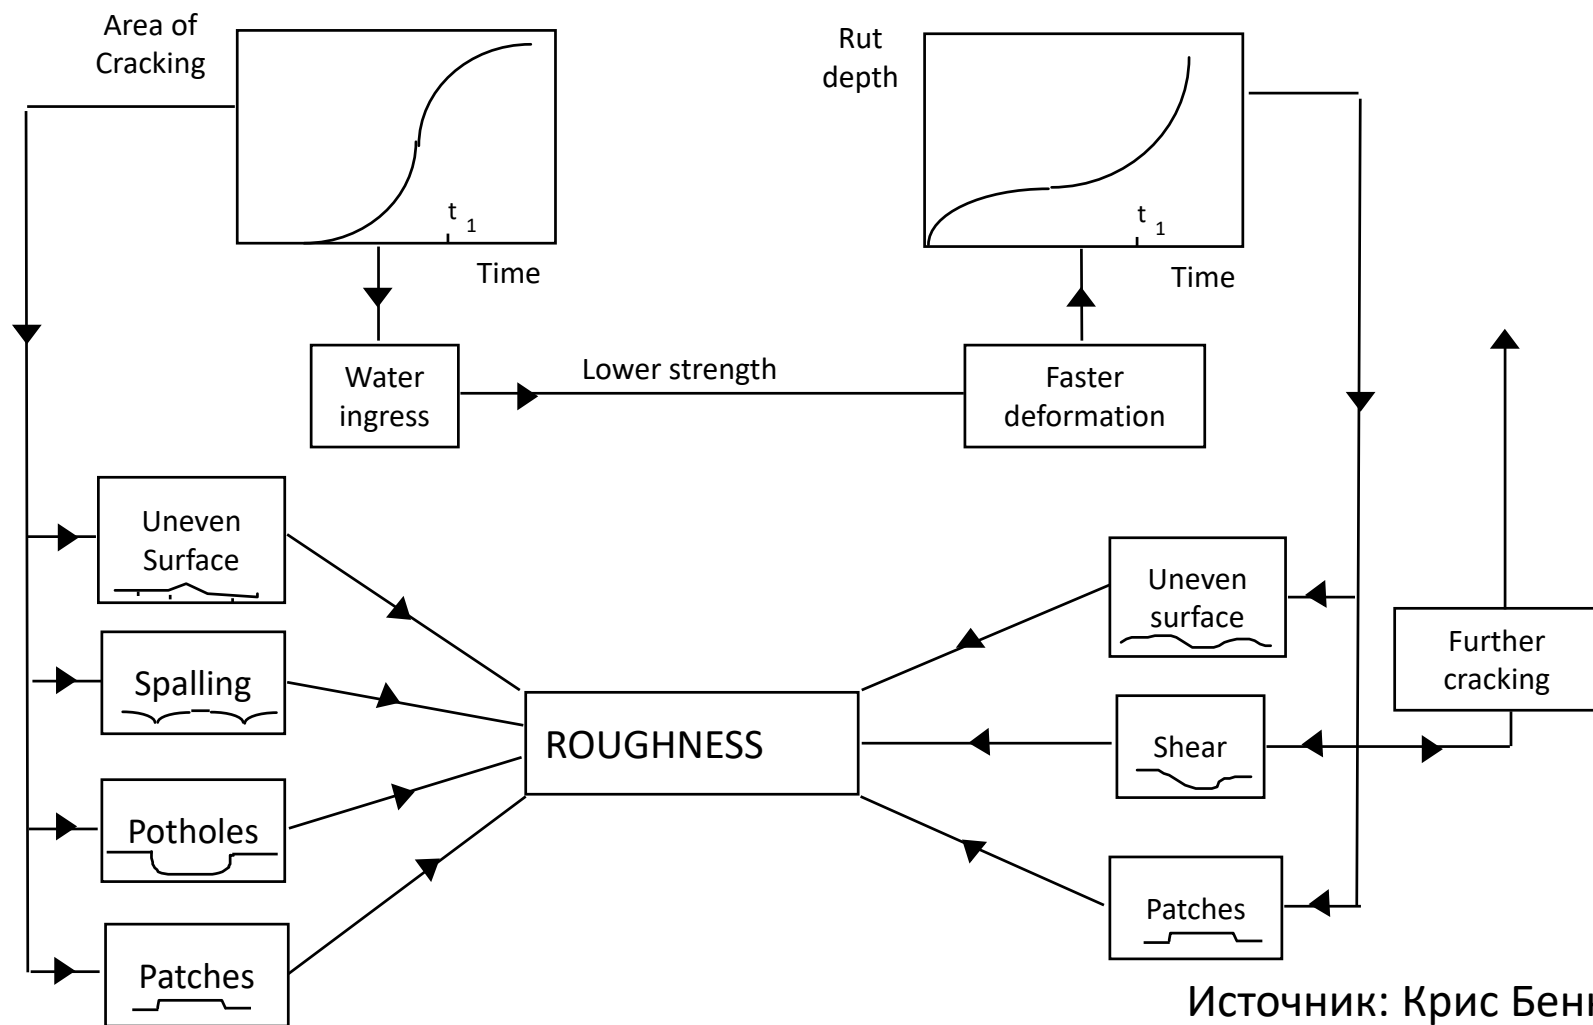 Area of
Cracking
Rut
depth
t 1
Time
t 1
Time
Water
ingress
Lower strength
Faster
deformation
Uneven
Surface
Spalling
Potholes
Patches
ROUGHNESS
Uneven
surface
Shear
Patches
Further
cracking
Источник: Крис